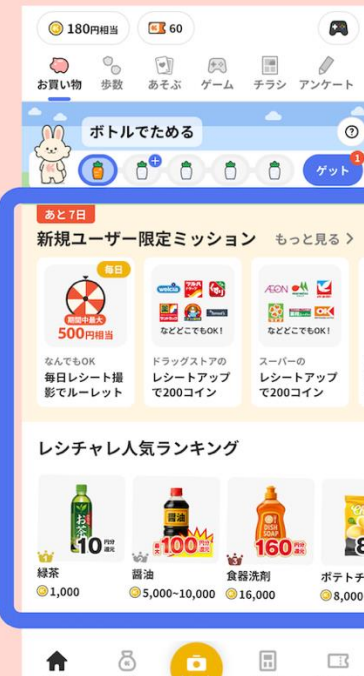 180円相当
60
お買い物 歩数 あそぶ ゲーム チラシ アンケート
ボトルでためる
?
1
ゲット
あと7日
新規ユーザー限定ミッション もっと見る >
毎日
期間中最大
500円相当
なんでもOK
毎日レシート撮
影でルーレット
welcia ツルハ
などどこでもOK!
ドラッグストアの
レシートアップ
で200コイン
AEON
OK
などどこでもOK!
スーパーの
レシートアップ
で200コイン
レシチャレ人気ランキング
お茶
10円分還元
緑茶
1,000
醤油
最大100円分還元
醤油
5,000~10,000
DISH SOAP
160円分還元
食器洗剤
16,000
8
ポテトチ
8,000